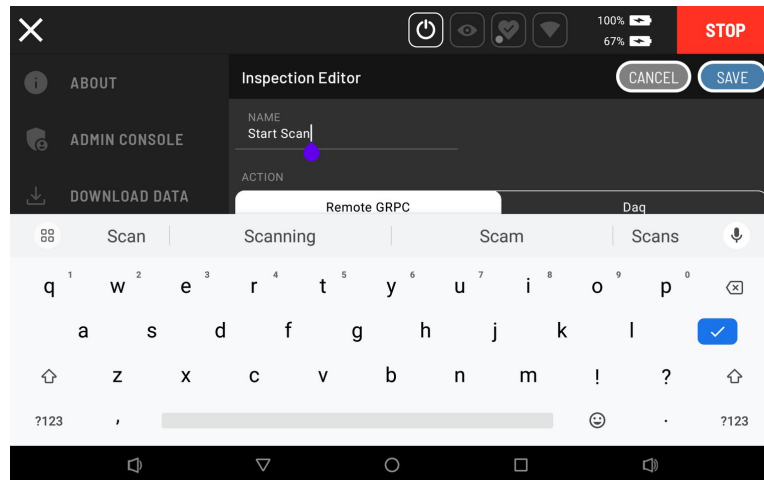 100%
67%
STOP
ABOUT
Inspection Editor
CANCEL
SAVE
NAME
Start Scan
ADMIN CONSOLE
ACTION
DOWNLOAD DATA
Remote GRPC
Daq
Scan Scanning Scam Scans
q 1 w 2 e 3 r 4 t 5 y 6 u 7 i 8 o 9 p 0
a s d f g h j k l
z x c v b n m ! ?
?123 , . ?123